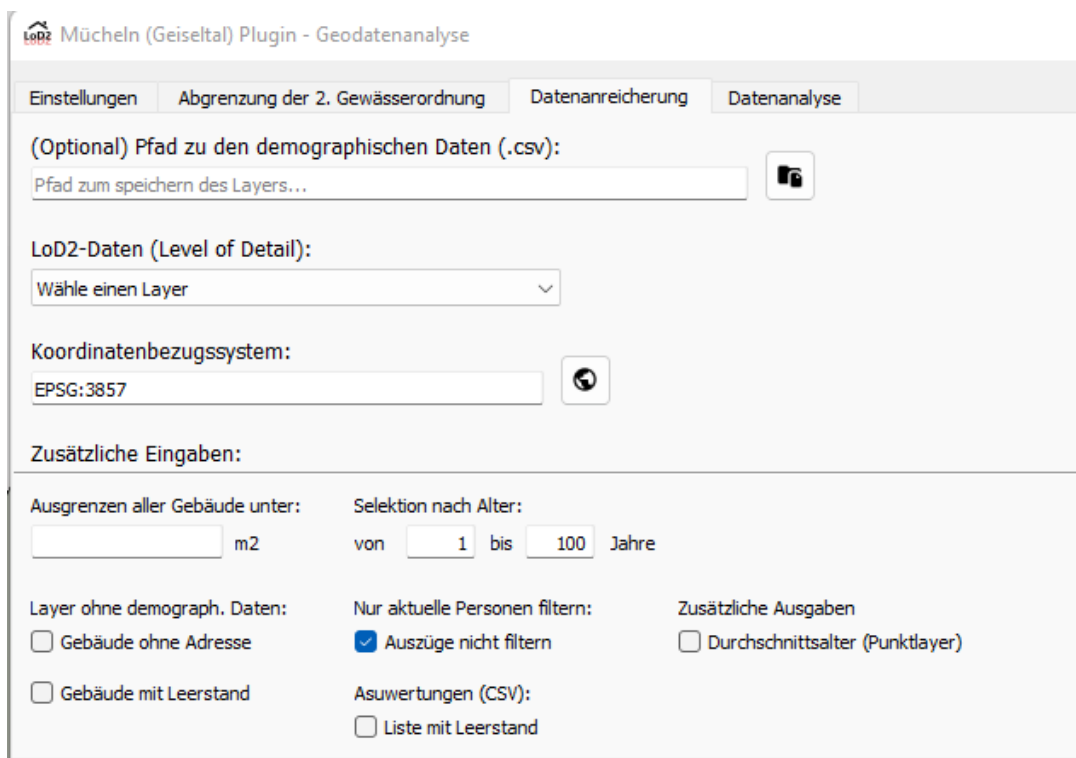 LoD2
LoD2
Mücheln (Geiseltal) Plugin - Geodatenanalyse
Einstellungen Abgrenzung der 2. Gewässerordnung Datenanreicherung Datenanalyse
(Optional) Pfad zu den demographischen Daten (.csv):
Pfad zum speichern des Layers...
LoD2-Daten (Level of Detail):
Wähle einen Layer
Koordinatenbezugssystem:
EPSG:3857
Zusätzliche Eingaben:
Ausgrenzen aller Gebäude unter: Selektion nach Alter:
m2 von 1 bis 100 Jahre
Layer ohne demograph. Daten: Nur aktuelle Personen filtern: Zusätzliche Ausgaben
Gebäude ohne Adresse Auszüge nicht filtern Durchschnittsalter (Punktlayer)
Gebäude mit Leerstand Asuwertungen (CSV):
Liste mit Leerstand